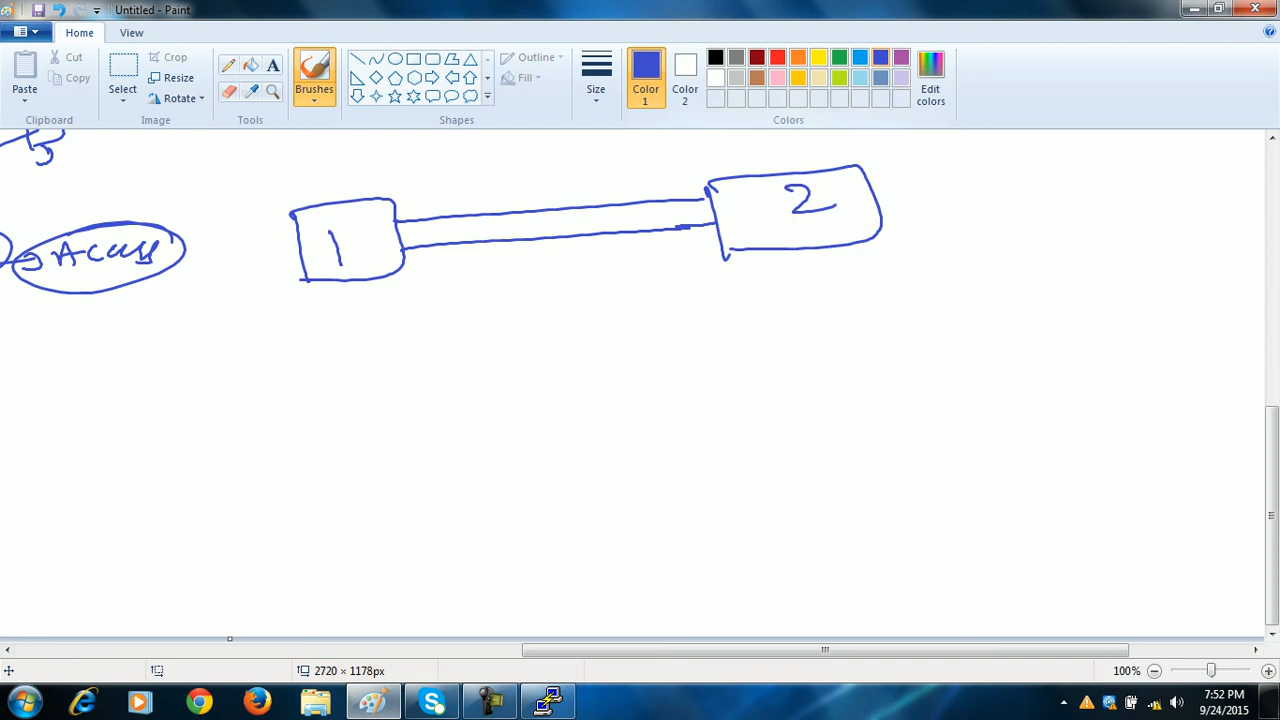 Untitled - Paint
Home
View
Paste
Cut
Copy
Clipboard
Select
Crop
Resize
Rotate
Image
Tools
Brushes
Shapes
Outline
Fill
Size
Color 1
Color 2
Edit colors
Colors
1
2
2720 × 1178px
100%
7:52 PM
9/24/2015